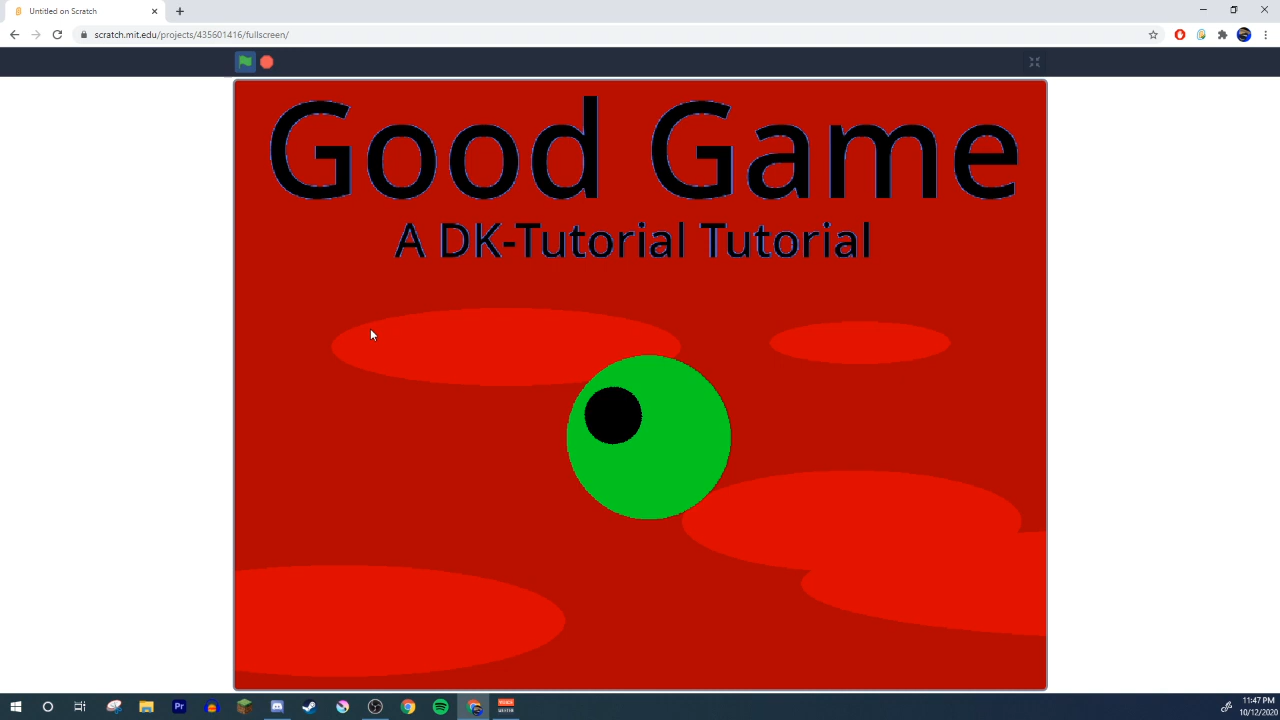 Untitled on Scratch
scratch.mit.edu/projects/435601416/fullscreen/
Good Game
A DK-Tutorial Tutorial
Pr
11:47 PM
10/12/2020